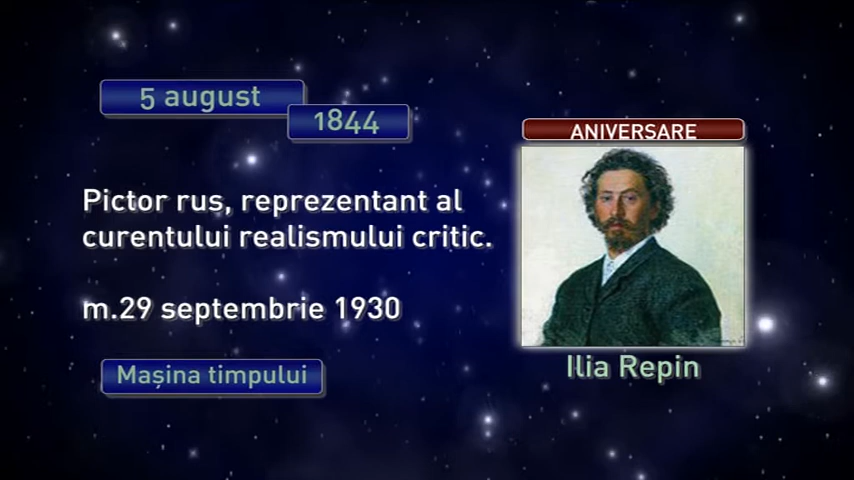 5 august
1844
ANIVERSARE
Pictor rus, reprezentant al
curentului realismului critic.
m.29 septembrie 1930
Mașina timpului
Ilia Repin